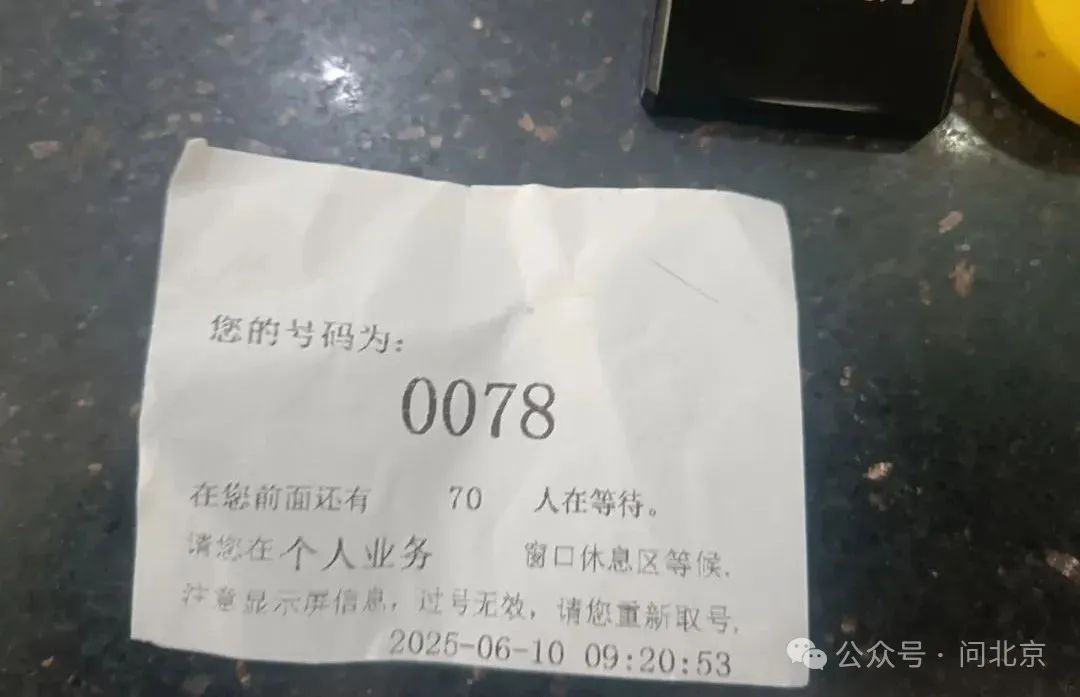 您的号码为:
0078
在您前面还有 70 人在等待。
请您在 个人业务 窗口休息区等候.
注意显示屏信息，过号无效，请您重新取号.
2025-06-10 09:20:53
公众号 · 问北京